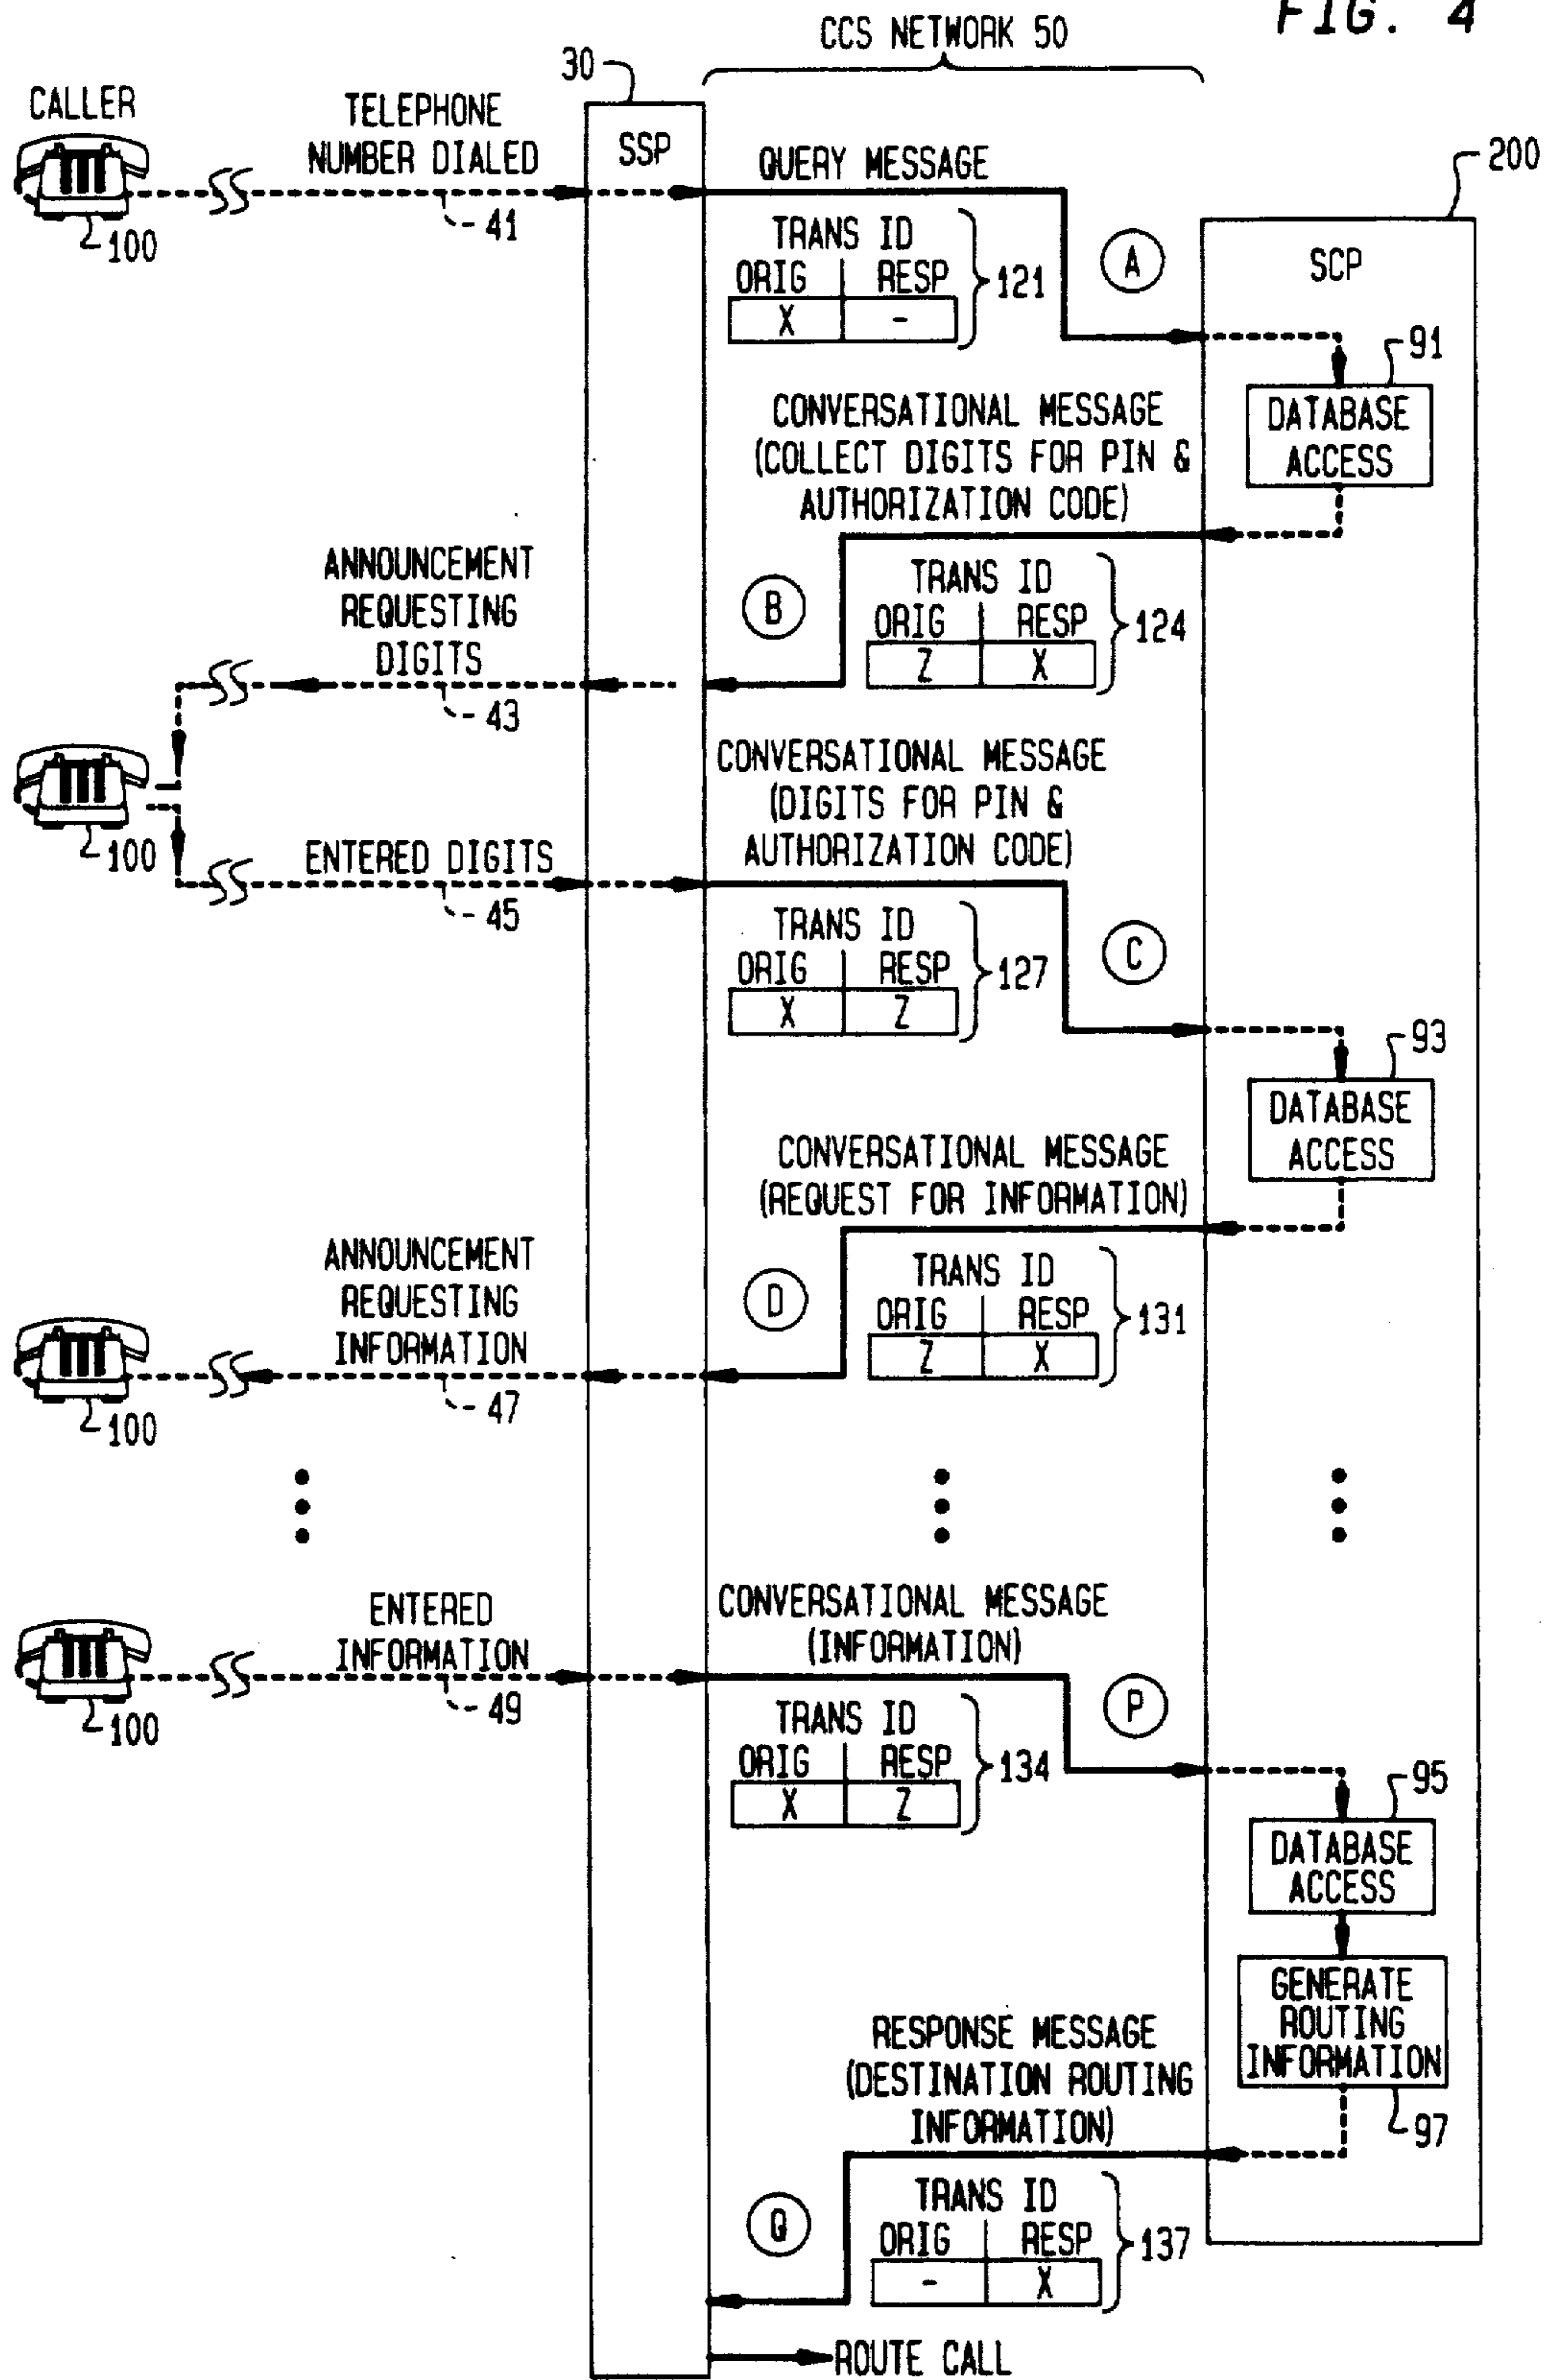 FIG. 4
CCS NETWORK 50
30
CALLER
TELEPHONE
NUMBER DIALED
SSP
QUERY MESSAGE
200
41
100
TRANS ID
ORIG RESP
X -
121
A
SCP
91
DATABASE
ACCESS
CONVERSATIONAL MESSAGE
(COLLECT DIGITS FOR PIN &
AUTHORIZATION CODE)
ANNOUNCEMENT
REQUESTING
DIGITS
43
B
TRANS ID
ORIG RESP
Z X
124
100
CONVERSATIONAL MESSAGE
(DIGITS FOR PIN &
AUTHORIZATION CODE)
ENTERED DIGITS
45
TRANS ID
ORIG RESP
X Z
127
C
93
DATABASE
ACCESS
CONVERSATIONAL MESSAGE
(REQUEST FOR INFORMATION)
ANNOUNCEMENT
REQUESTING
INFORMATION
47
100
D
TRANS ID
ORIG RESP
Z X
131
ENTERED
INFORMATION
49
100
CONVERSATIONAL MESSAGE
(INFORMATION)
TRANS ID
ORIG RESP
X Z
134
P
95
DATABASE
ACCESS
GENERATE
ROUTING
INFORMATION
97
RESPONSE MESSAGE
(DESTINATION ROUTING
INFORMATION)
Q
TRANS ID
ORIG RESP
- X
137
ROUTE CALL